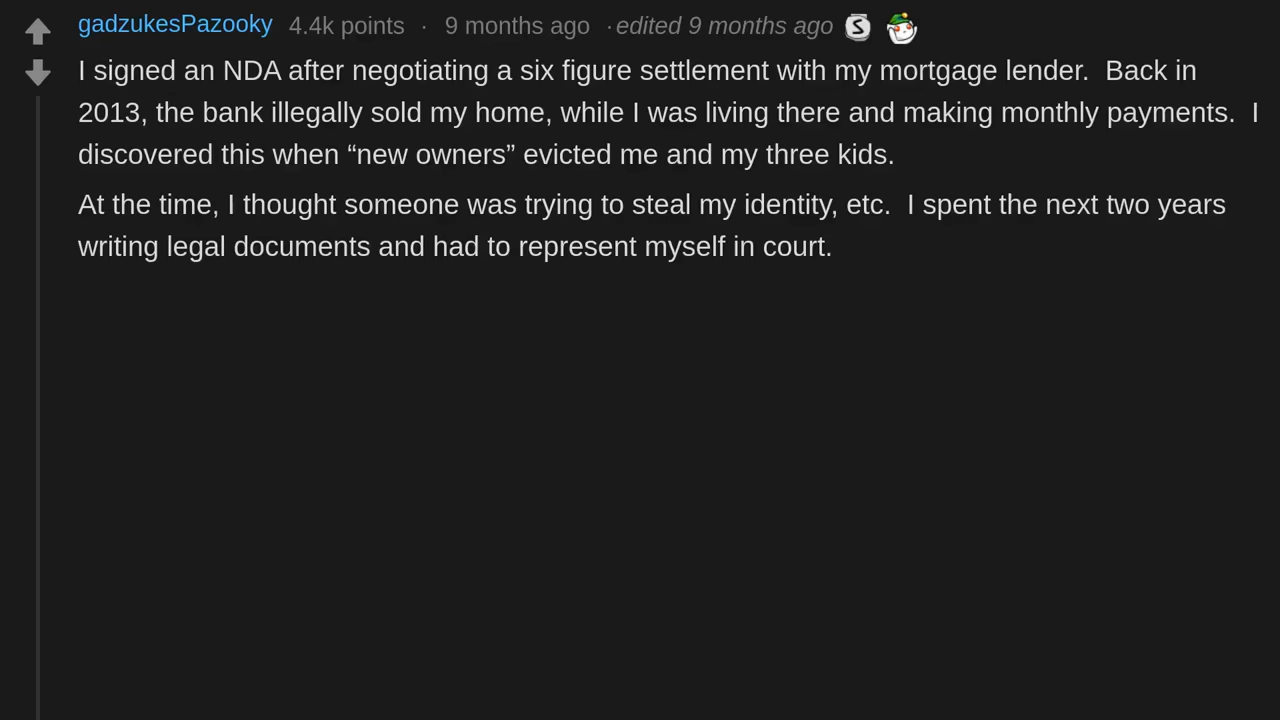 gadzukesPazooky 4.4k points · 9 months ago · edited 9 months ago S
I signed an NDA after negotiating a six figure settlement with my mortgage lender.  Back in
2013, the bank illegally sold my home, while I was living there and making monthly payments.  I
discovered this when “new owners” evicted me and my three kids.
At the time, I thought someone was trying to steal my identity, etc.  I spent the next two years
writing legal documents and had to represent myself in court.